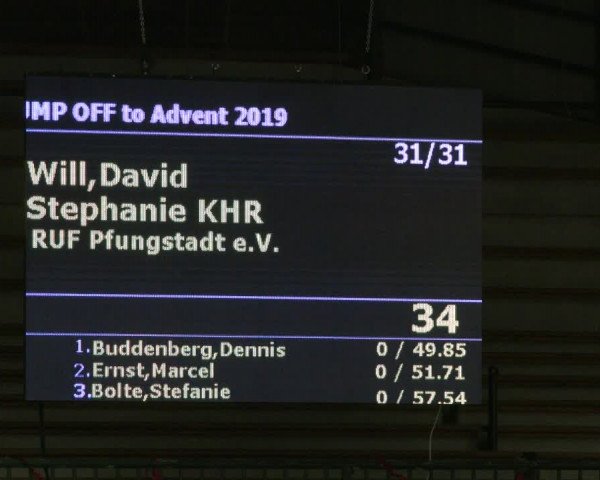 UMP OFF to Advent 2019
31/31
Will,David
Stephanie KHR
RUF Pfungstadt e.V.
34
1.Buddenberg,Dennis 0 / 49.85
2.Ernst,Marcel 0 / 51.71
3.Bolte,Stefanie 0 / 57.54